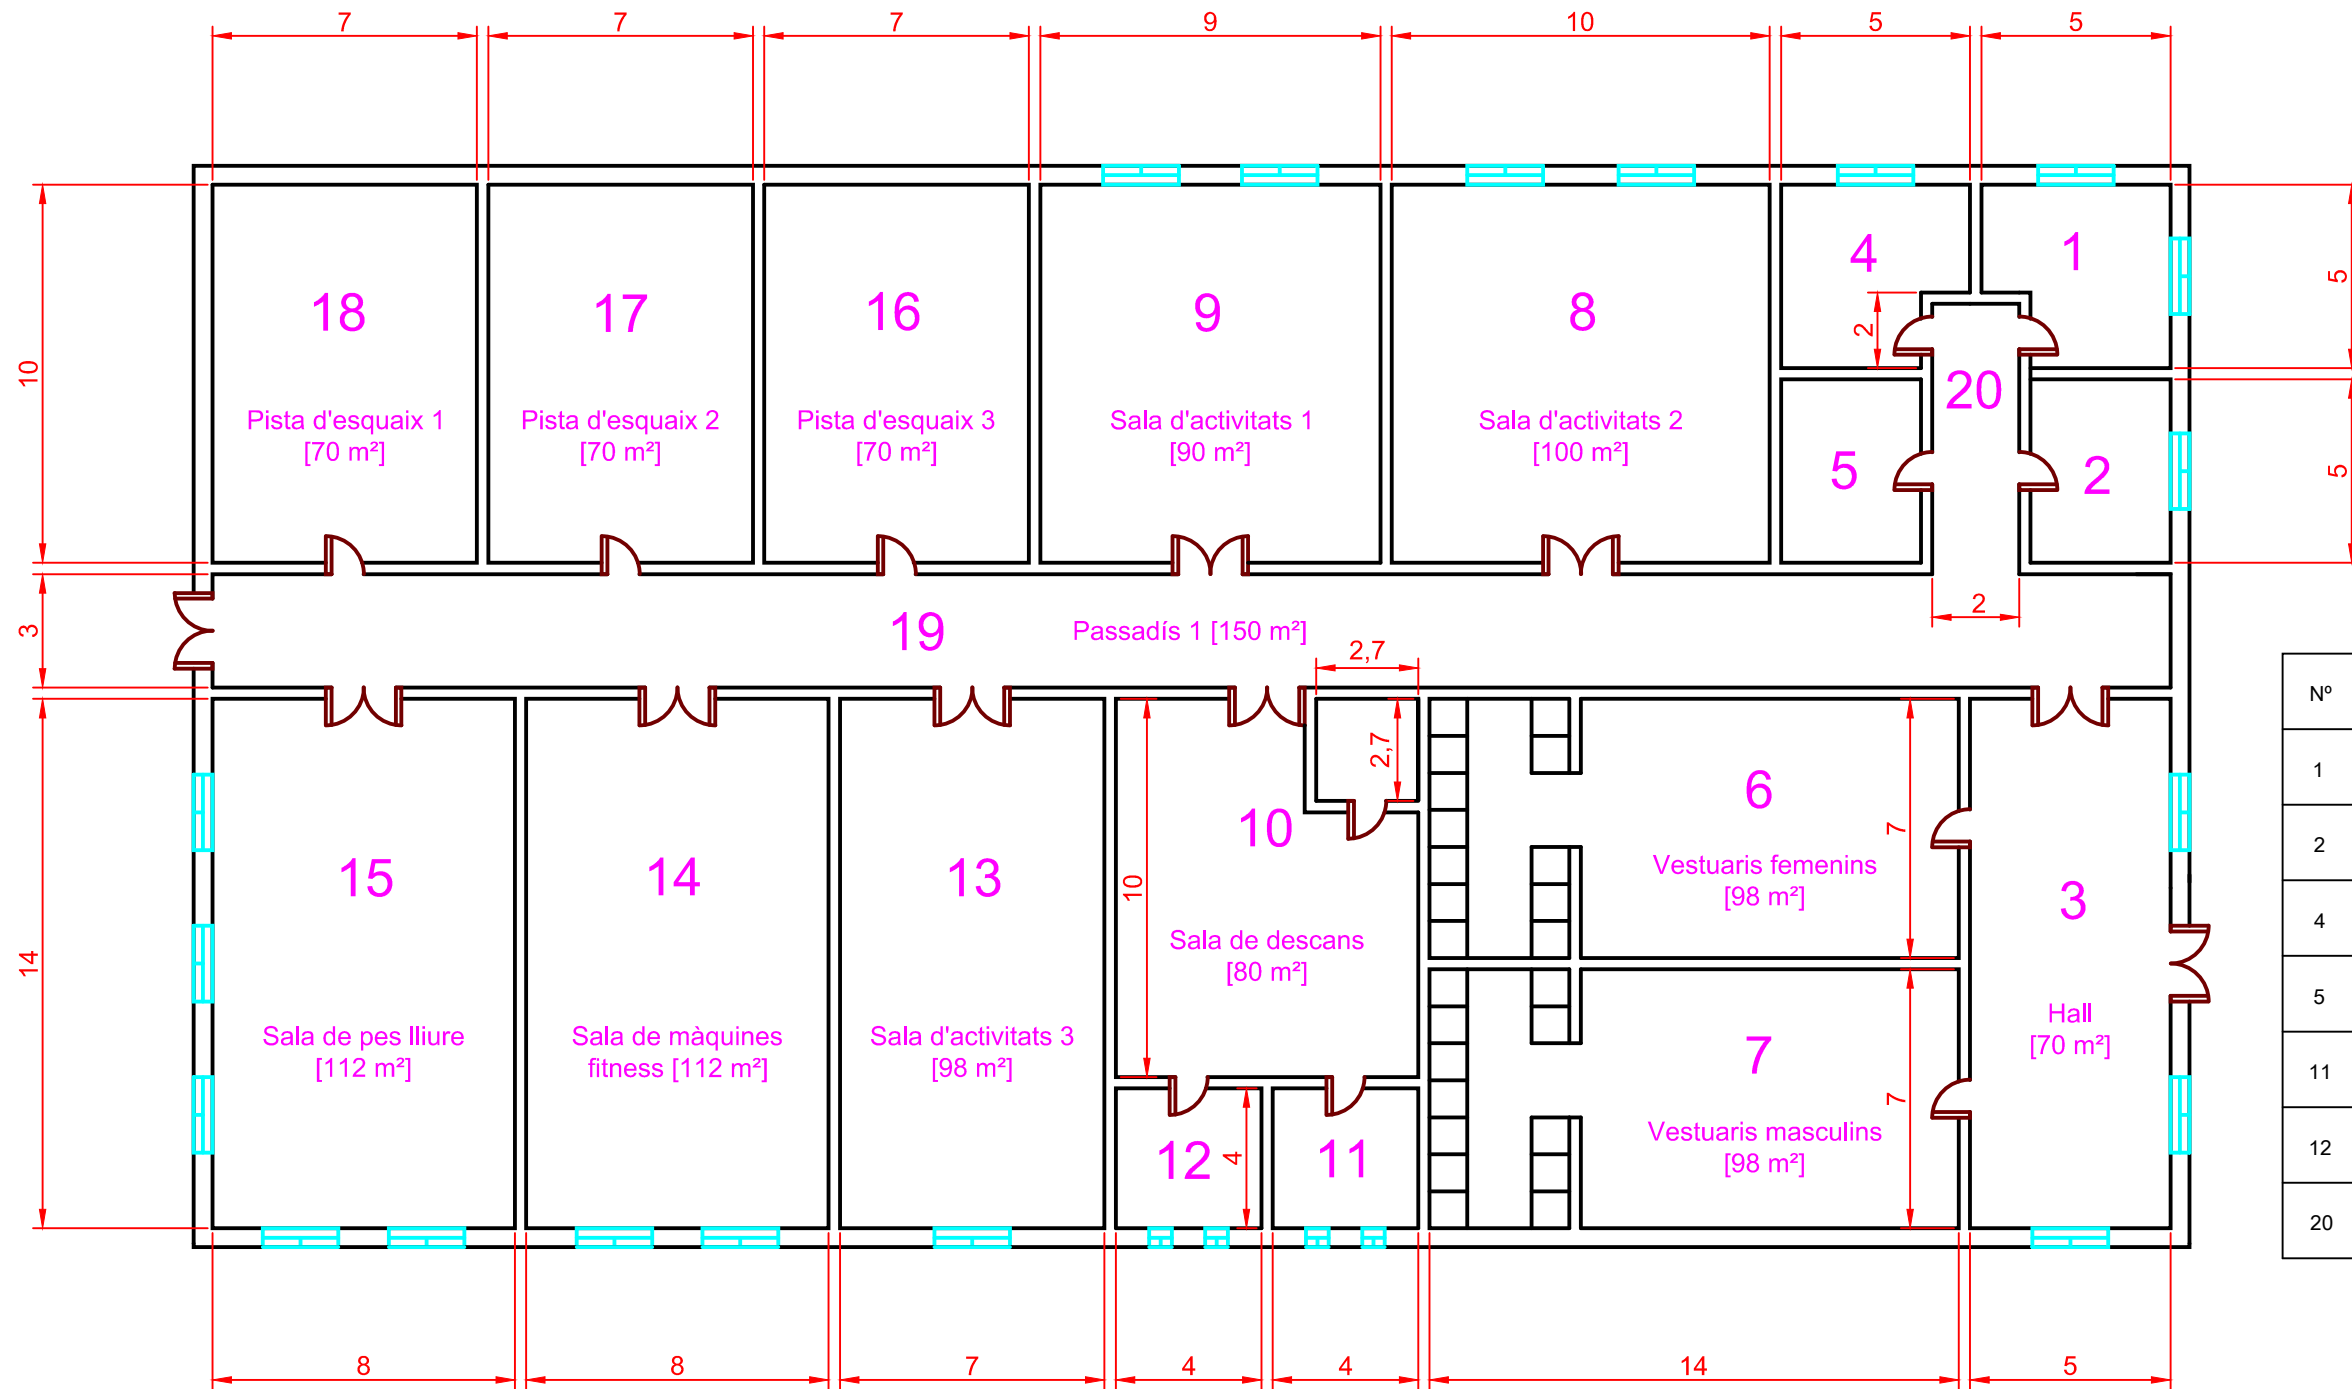 7
7
7
9
10
5
5
10
3
14
18
Pista d'esquaix 1
[70 m²]
17
Pista d'esquaix 2
[70 m²]
16
Pista d'esquaix 3
[70 m²]
9
Sala d'activitats 1
[90 m²]
8
Sala d'activitats 2
[100 m²]
4
2
1
5
20
5
2
5
2
19
Passadís 1 [150 m²]
2,7
2,7
15
Sala de pes lliure
[112 m²]
14
Sala de màquines
fitness [112 m²]
13
Sala d'activitats 3
[98 m²]
10
10
Sala de descans
[80 m²]
12
4
11
6
7
Vestuaris femenins
[98 m²]
7
7
Vestuaris masculins
[98 m²]
3
Hall
[70 m²]
8
8
7
4
4
14
5
Nº
1
2
4
5
11
12
20